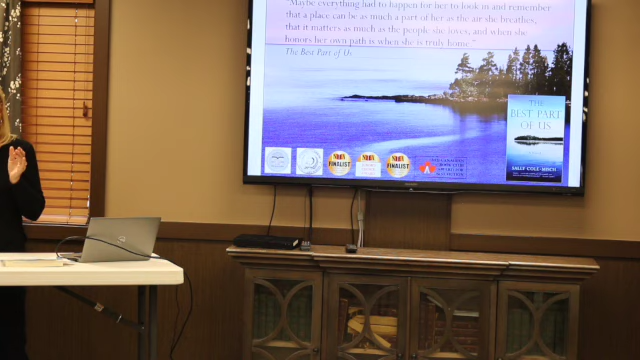 "Maybe everything had to happen for her to look in and remember
that a place can be as much a part of her as the air she breathes,
that it matters as much as the people she loves, and when she
honors her own path is when she is truly home."
The Best Part of Us
THE
BEST PART
OF US
SALLY COLE-MISCH
FINALIST
FINALIST